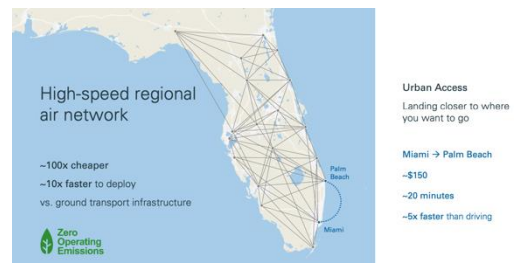 High-speed regional
air network
~100x cheaper
~10x faster to deploy
vs. ground transport infrastructure
Zero
Operating
Emissions
Palm
Beach
Miami
Urban Access
Landing closer to where
you want to go
Miami → Palm Beach
~$150
~20 minutes
~5x faster than driving